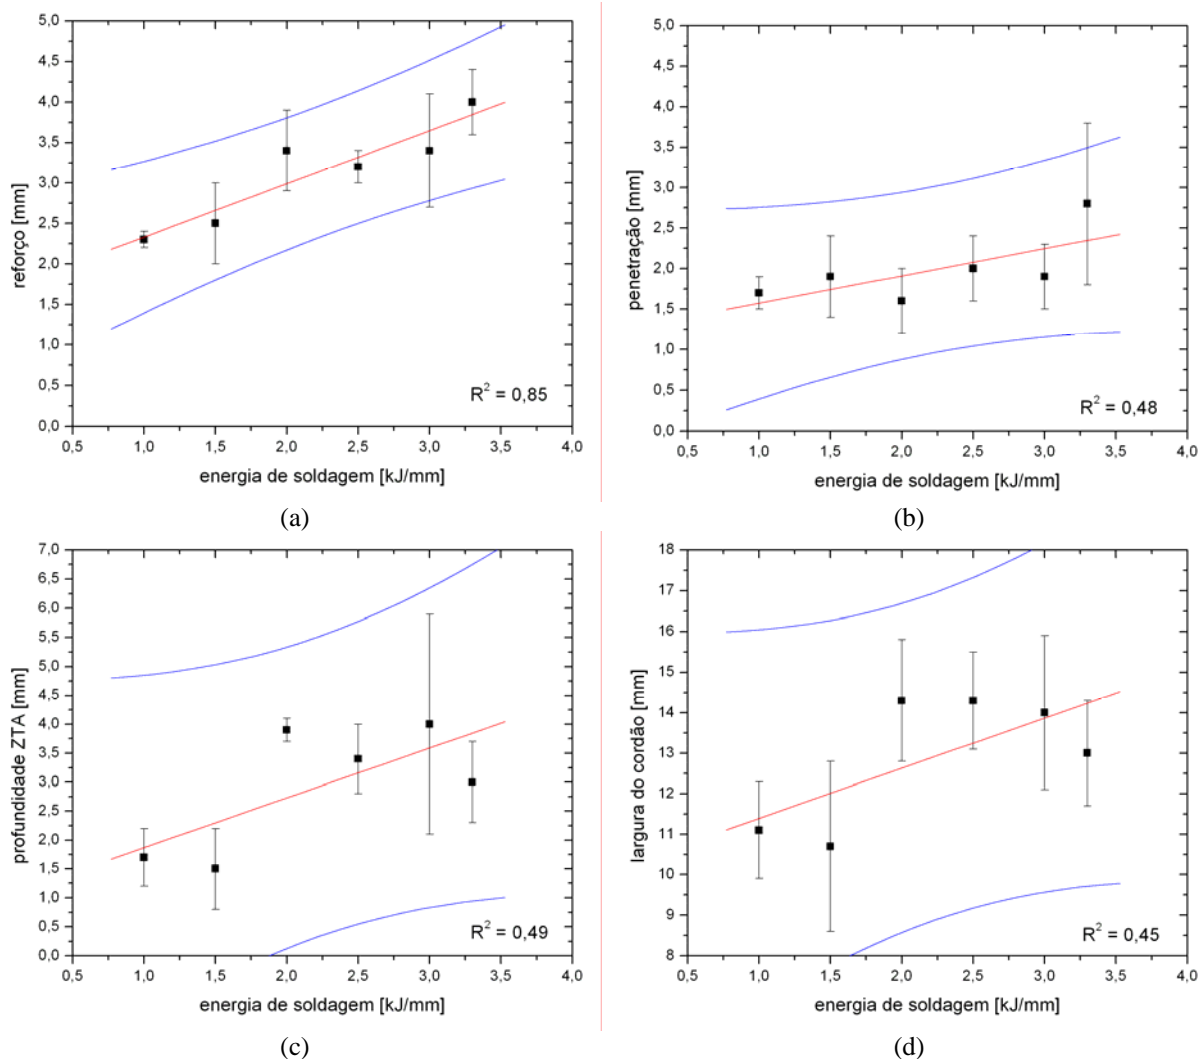 5,0
4,5
4,0
3,5
3,0
2,5
2,0
1,5
1,0
0,5
0,0
reforço [mm]
R² = 0,85
0,5 1,0 1,5 2,0 2,5 3,0 3,5 4,0
energia de soldagem [kJ/mm]
(a)
5,0
4,5
4,0
3,5
3,0
2,5
2,0
1,5
1,0
0,5
0,0
penetração [mm]
R² = 0,48
0,5 1,0 1,5 2,0 2,5 3,0 3,5 4,0
energia de soldagem [kJ/mm]
(b)
7,0
6,5
6,0
5,5
5,0
4,5
4,0
3,5
3,0
2,5
2,0
1,5
1,0
0,5
0,0
profundidade ZTA [mm]
R² = 0,49
0,5 1,0 1,5 2,0 2,5 3,0 3,5 4,0
energia de soldagem [kJ/mm]
(c)
18
17
16
15
14
13
12
11
10
9
8
largura do cordão [mm]
R² = 0,45
0,5 1,0 1,5 2,0 2,5 3,0 3,5 4,0
energia de soldagem [kJ/mm]
(d)